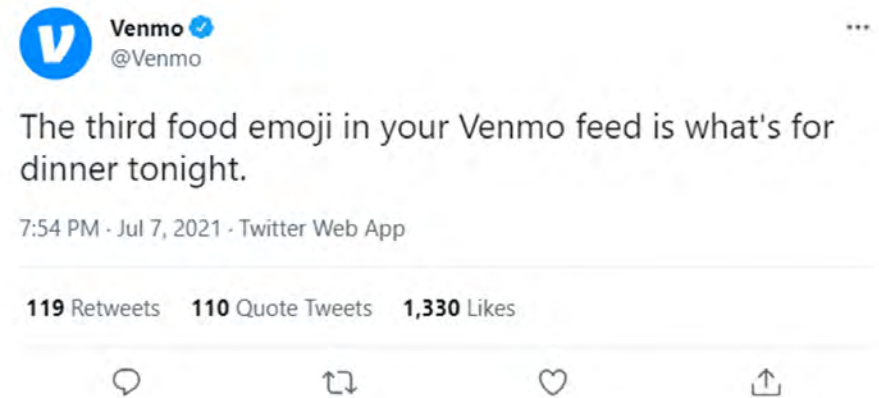 Venmo
@Venmo
The third food emoji in your Venmo feed is what's for
dinner tonight.
7:54 PM · Jul 7, 2021 · Twitter Web App
119 Retweets 110 Quote Tweets 1,330 Likes